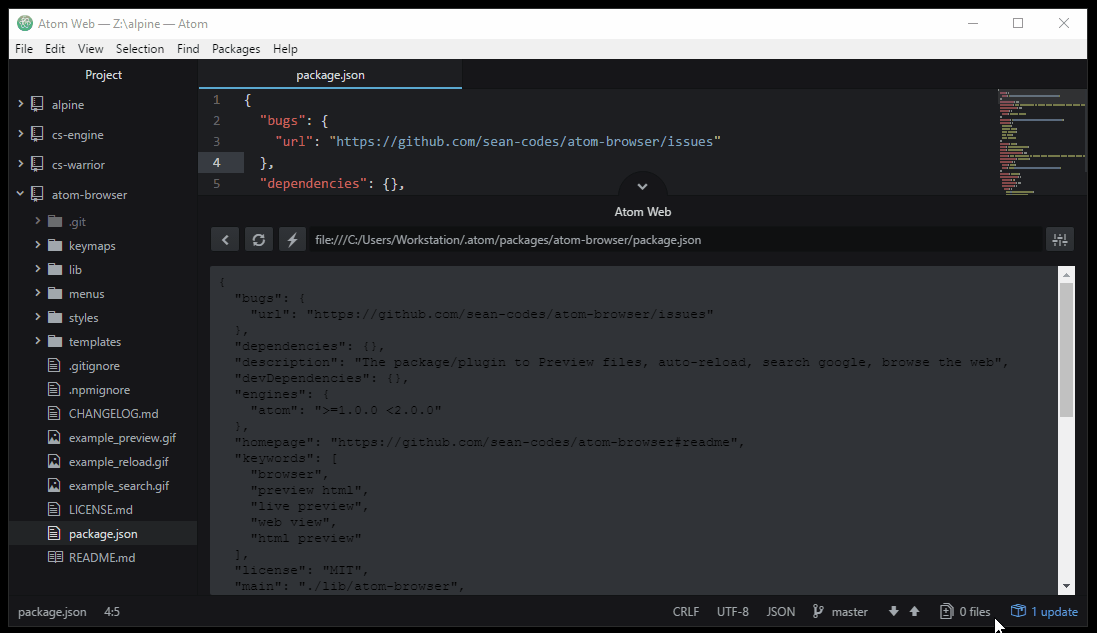 Atom Web — Z:\alpine — Atom
File Edit View Selection Find Packages Help
Project
alpine
cs-engine
cs-warrior
atom-browser
.git
keymaps
lib
menus
styles
templates
.gitignore
.npmignore
CHANGELOG.md
example_preview.gif
example_reload.gif
example_search.gif
LICENSE.md
package.json
README.md
package.json
1 {
2 "bugs": {
3 "url": "https://github.com/sean-codes/atom-browser/issues"
4 },
5 "dependencies": {},
Atom Web
file:///C:/Users/Workstation/.atom/packages/atom-browser/package.json
{
"bugs": {
"url": "https://github.com/sean-codes/atom-browser/issues"
},
"dependencies": {},
"description": "The package/plugin to Preview files, auto-reload, search google, browse the web",
"devDependencies": {},
"engines": {
"atom": ">=1.0.0 <2.0.0"
},
"homepage": "https://github.com/sean-codes/atom-browser#readme",
"keywords": [
"browser",
"preview html",
"live preview",
"web view",
"html preview"
],
"license": "MIT",
"main": "./lib/atom-browser",
package.json 4:5 CRLF UTF-8 JSON master 0 files 1 update